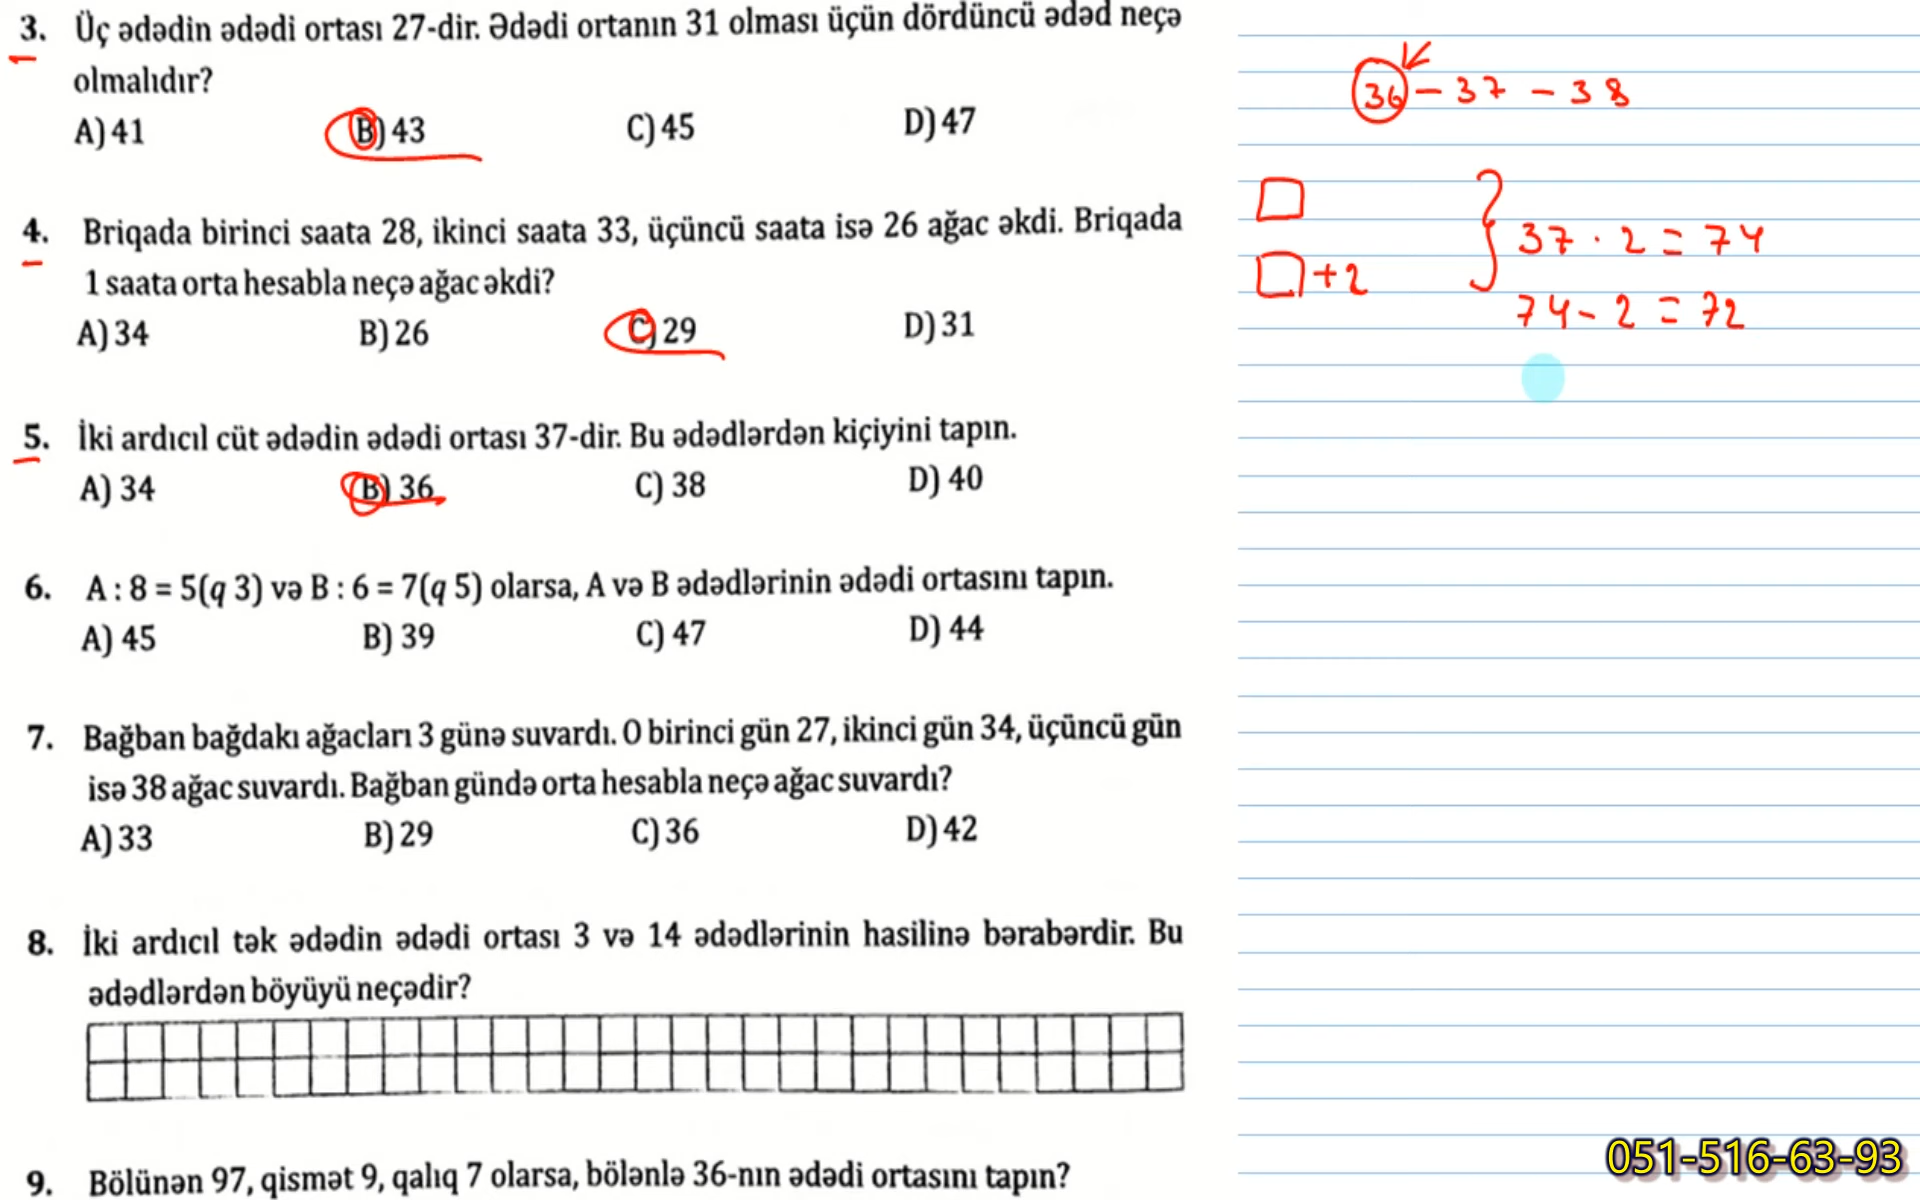 3. Üç ədədin ədədi ortası 27-dir. Ədədi ortanın 31 olması üçün dördüncü ədəd neçə
olmalıdır?
A) 41 B) 43 C) 45 D) 47
4. Briqada birinci saata 28, ikinci saata 33, üçüncü saata isə 26 ağac əkdi. Briqada
1 saata orta hesabla neçə ağac əkdi?
A) 34 B) 26 C) 29 D) 31
5. İki ardıcıl cüt ədədin ədədi ortası 37-dir. Bu ədədlərdən kiçiyini tapın.
A) 34 B) 36 C) 38 D) 40
6. A : 8 = 5(q 3) və B : 6 = 7(q 5) olarsa, A və B ədədlərinin ədədi ortasını tapın.
A) 45 B) 39 C) 47 D) 44
7. Bağban bağdakı ağacları 3 günə suvardı. O birinci gün 27, ikinci gün 34, üçüncü gün
isə 38 ağac suvardı. Bağban gündə orta hesabla neçə ağac suvardı?
A) 33 B) 29 C) 36 D) 42
8. İki ardıcıl tək ədədin ədədi ortası 3 və 14 ədədlərinin hasilinə bərabərdir. Bu
ədədlərdən böyüyü neçədir?
9. Bölünən 97, qismət 9, qalıq 7 olarsa, bölənlə 36-nın ədədi ortasını tapın?
36 - 37 - 38
37 · 2 = 74
+2
74 - 2 = 72
051-516-63-93